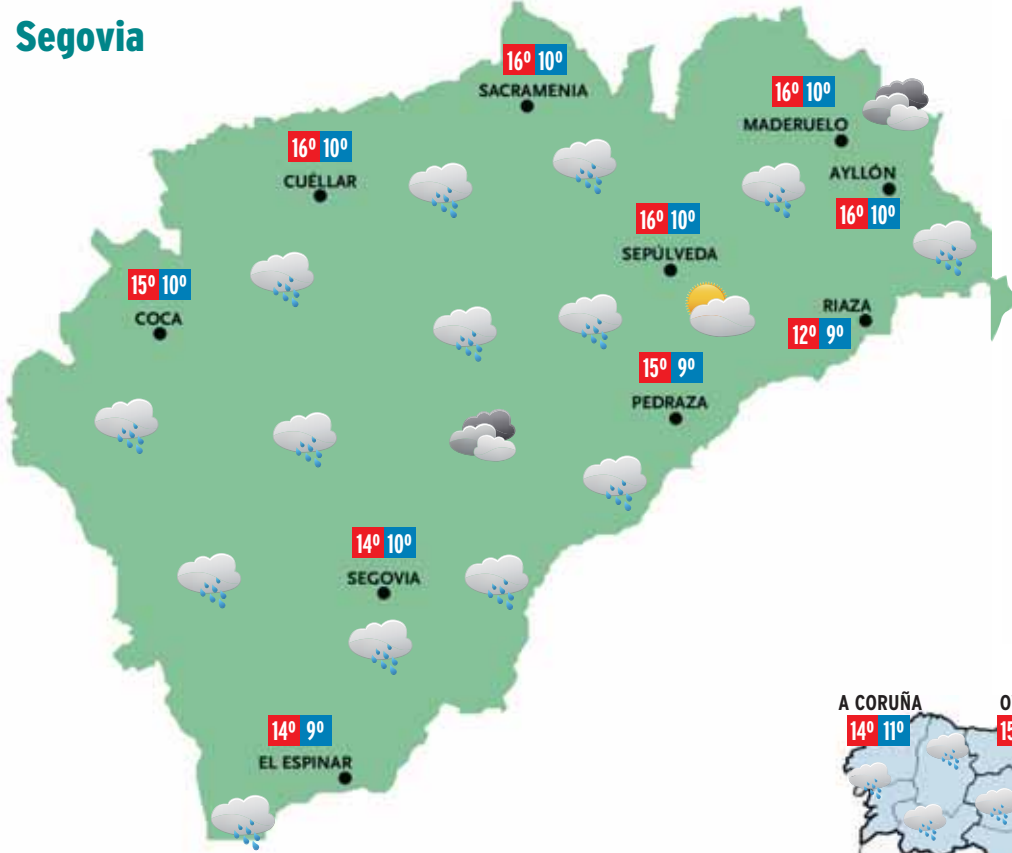 Segovia
16º 10º
SACRAMENIA
16º 10º
MADERUELO
16º 10º
CUÉLLAR
AYLLÓN
16º 10º
16º 10º
SEPÚLVEDA
15º 10º
COCA
RIAZA
12º 9º
15º 9º
PEDRAZA
14º 10º
SEGOVIA
14º 9º
EL ESPINAR
A CORUÑA
14º 11º